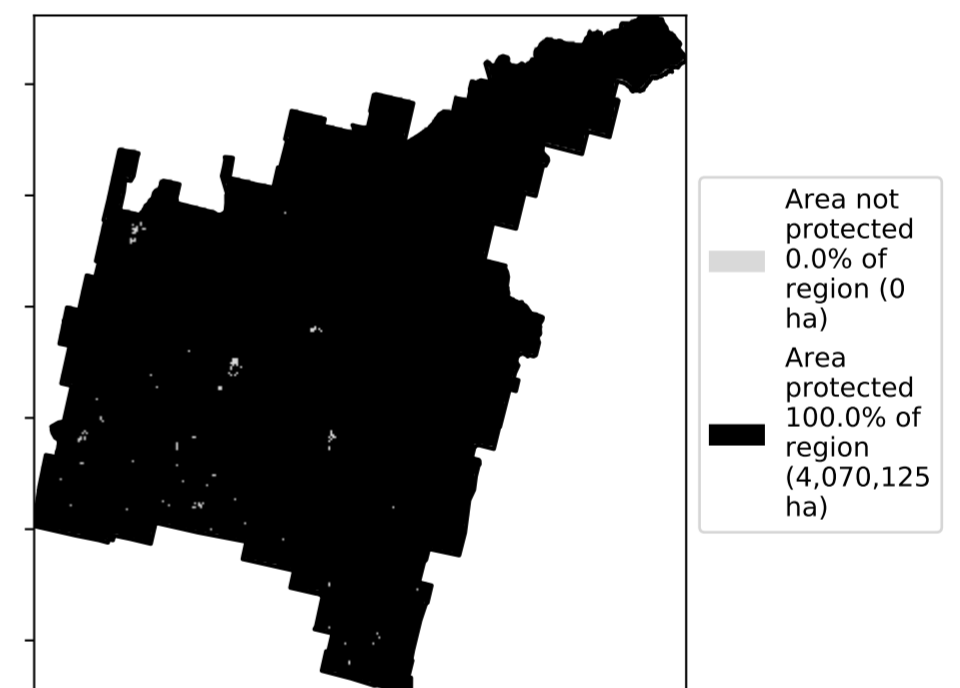 Area not
protected
0.0% of
region (0
ha)
Area
protected
100.0% of
region
(4,070,125
ha)